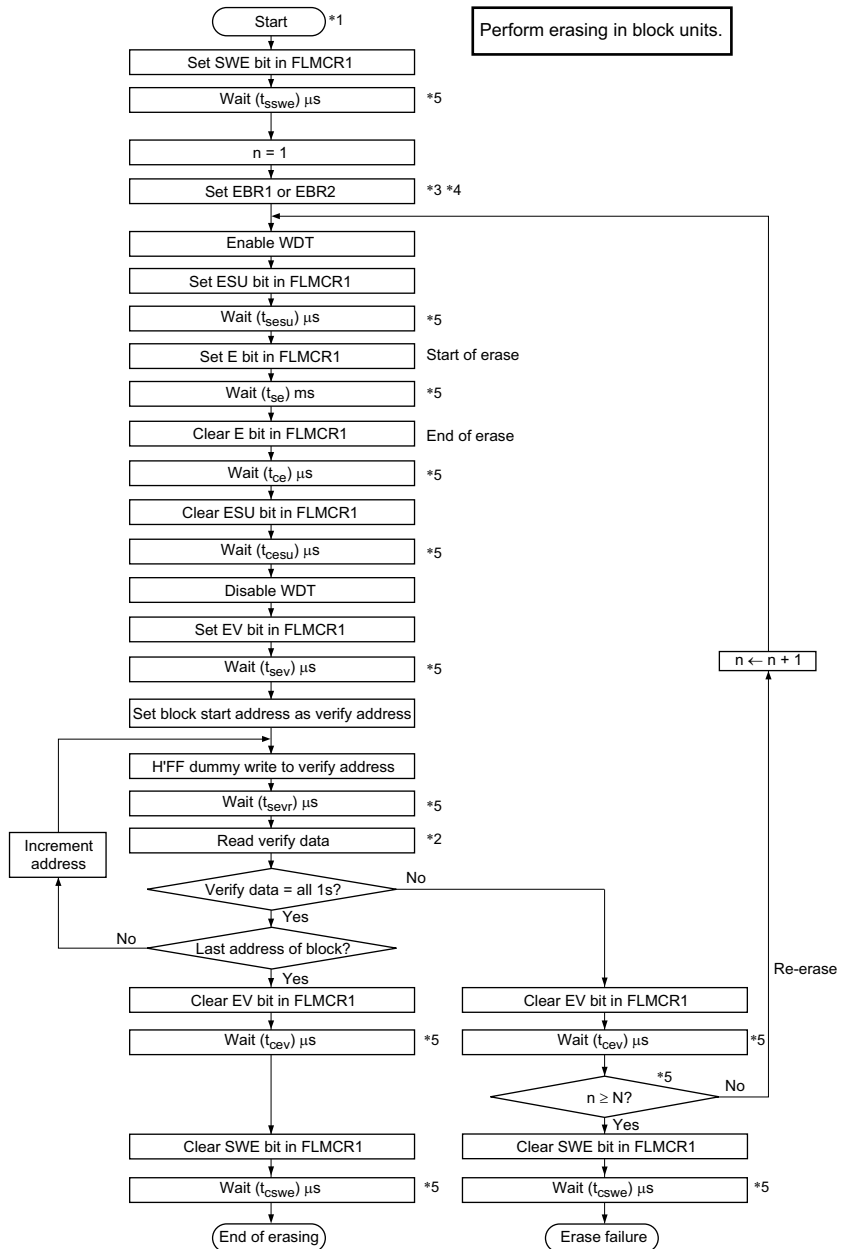 Start
*1
Perform erasing in block units.
Set SWE bit in FLMCR1
Wait (tsswe) μs
*5
n = 1
Set EBR1 or EBR2
*3 *4
Enable WDT
Set ESU bit in FLMCR1
Wait (tsesu) μs
*5
Set E bit in FLMCR1
Start of erase
Wait (tse) ms
*5
Clear E bit in FLMCR1
End of erase
Wait (tce) μs
*5
Clear ESU bit in FLMCR1
Wait (tcesu) μs
*5
Disable WDT
Set EV bit in FLMCR1
Wait (tsev) μs
*5
n ← n + 1
Set block start address as verify address
H'FF dummy write to verify address
Wait (tsevr) μs
*5
Increment
address
Read verify data
*2
Verify data = all 1s?
No
Yes
No
Last address of block?
Re-erase
Yes
Clear EV bit in FLMCR1
Clear EV bit in FLMCR1
Wait (tcev) μs
*5
Wait (tcev) μs
*5
*5
n ≥ N?
No
Yes
Clear SWE bit in FLMCR1
Clear SWE bit in FLMCR1
Wait (tcswe) μs
*5
Wait (tcswe) μs
*5
End of erasing
Erase failure